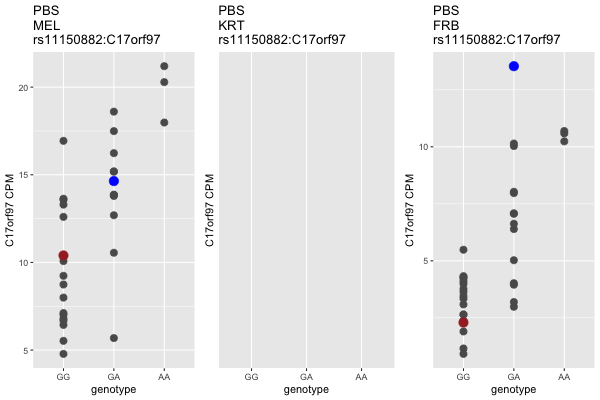 PBS
MEL
rs11150882:C17orf97
C17orf97 CPM
20
15
10
5
GG GA AA
genotype
PBS
KRT
rs11150882:C17orf97
C17orf97 CPM
GG GA AA
genotype
PBS
FRB
rs11150882:C17orf97
C17orf97 CPM
10
5
GG GA AA
genotype